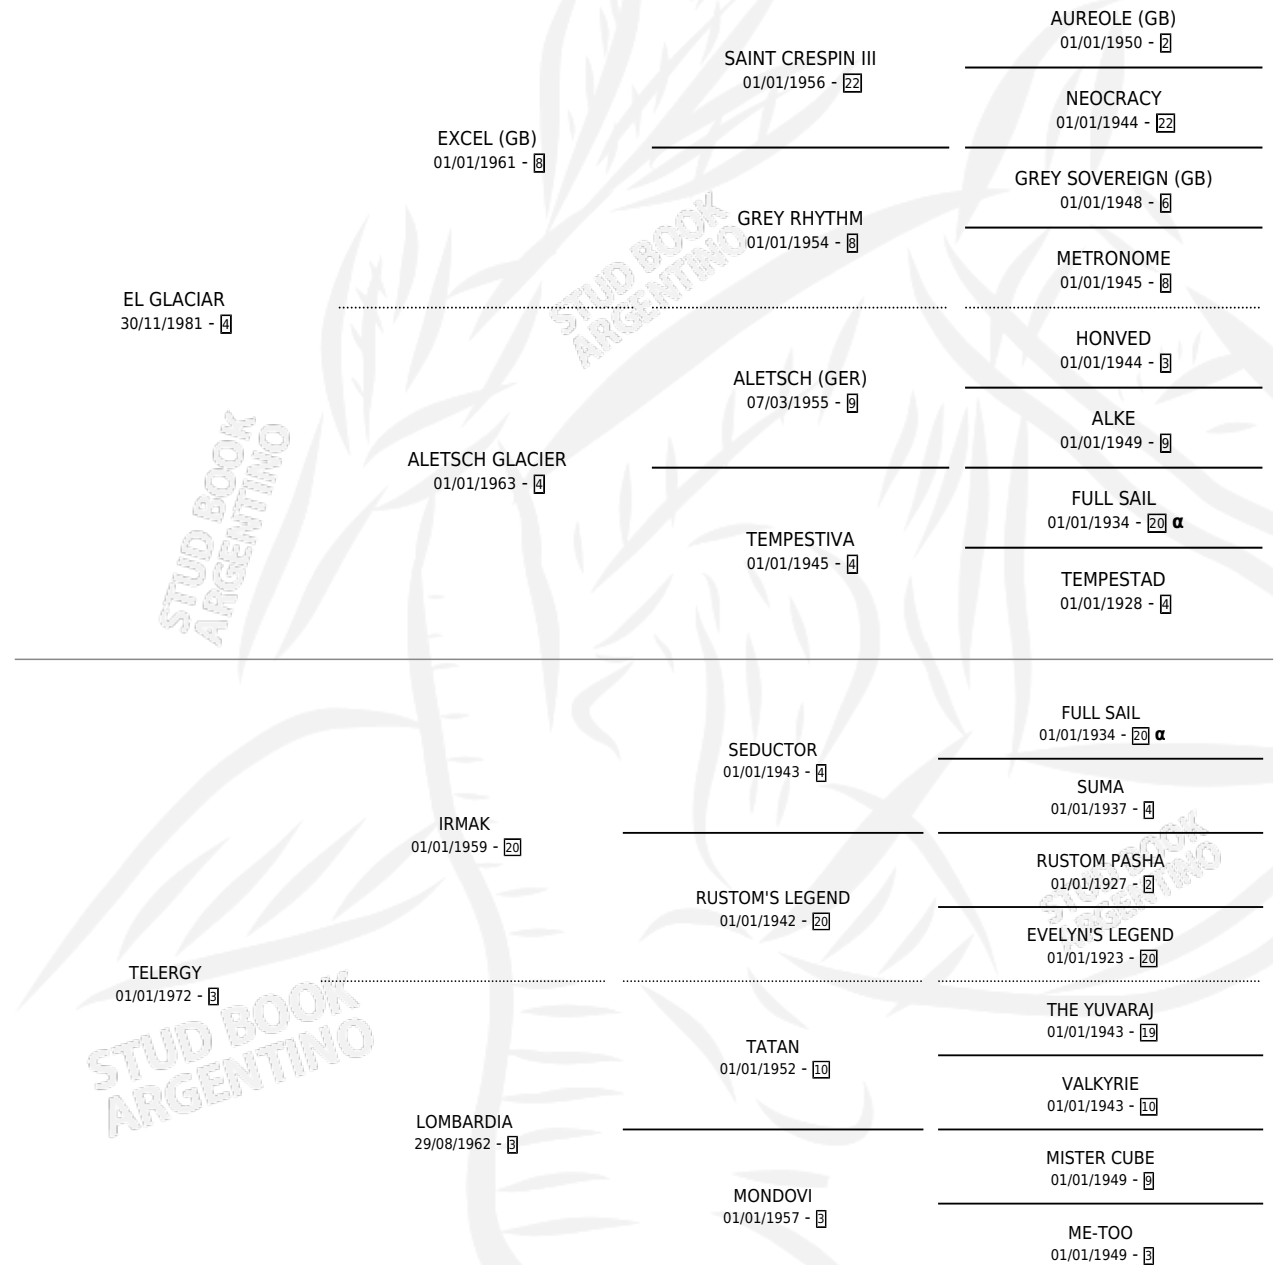 AUREOLE (GB)
01/01/1950 - 2
SAINT CRESPIN III
01/01/1956 - 22
NEOCRACY
01/01/1944 - 22
EXCEL (GB)
01/01/1961 - 8
GREY SOVEREIGN (GB)
01/01/1948 - 6
GREY RHYTHM
01/01/1954 - 8
METRONOME
01/01/1945 - 8
EL GLACIAR
30/11/1981 - 4
HONVED
01/01/1944 - 3
ALETSCH (GER)
07/03/1955 - 9
ALKE
01/01/1949 - 9
ALETSCH GLACIER
01/01/1963 - 4
FULL SAIL
01/01/1934 - 20 α
TEMPESTIVA
01/01/1945 - 4
TEMPESTAD
01/01/1928 - 4
FULL SAIL
01/01/1934 - 20 α
SEDUCTOR
01/01/1943 - 4
SUMA
01/01/1937 - 4
IRMAK
01/01/1959 - 20
RUSTOM PASHA
01/01/1927 - 2
RUSTOM'S LEGEND
01/01/1942 - 20
EVELYN'S LEGEND
01/01/1923 - 20
TELERGY
01/01/1972 - 3
THE YUVARAJ
01/01/1943 - 19
TATAN
01/01/1952 - 10
VALKYRIE
01/01/1943 - 10
LOMBARDIA
29/08/1962 - 3
MISTER CUBE
01/01/1949 - 9
MONDOVI
01/01/1957 - 3
ME-TOO
01/01/1949 - 3
STUD BOOK
ARGENTINO
STUD BOOK
ARGENTINO
STUD BOOK
ARGENTINO
STUD BOOK
ARGENTINO